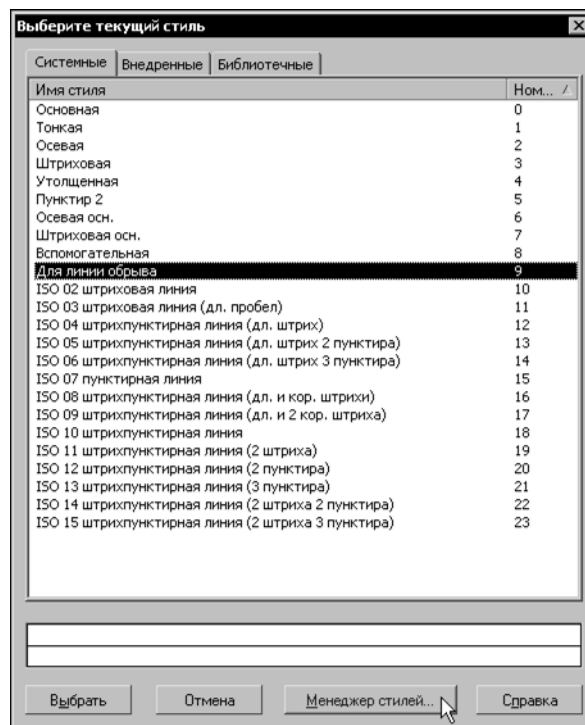 Выберите текущий стиль
Системные Внедренные Библиотечные
Имя стиля Ном...
Основная 0
Тонкая 1
Осевая 2
Штриховая 3
Утолщенная 4
Пунктир 2 5
Осевая осн. 6
Штриховая осн. 7
Вспомогательная 8
Для линии обрыва 9
ISO 02 штриховая линия 10
ISO 03 штриховая линия (дл. пробел) 11
ISO 04 штрихпунктирная линия (дл. штрих) 12
ISO 05 штрихпунктирная линия (дл. штрих 2 пунктира) 13
ISO 06 штрихпунктирная линия (дл. штрих 3 пунктира) 14
ISO 07 пунктирная линия 15
ISO 08 штрихпунктирная линия (дл. и кор. штрихи) 16
ISO 09 штрихпунктирная линия (дл. и 2 кор. штриха) 17
ISO 10 штрихпунктирная линия 18
ISO 11 штрихпунктирная линия (2 штриха) 19
ISO 12 штрихпунктирная линия (2 пунктира) 20
ISO 13 штрихпунктирная линия (3 пунктира) 21
ISO 14 штрихпунктирная линия (2 штриха 2 пунктира) 22
ISO 15 штрихпунктирная линия (2 штриха 3 пунктира) 23
Выбрать Отмена Менеджер стилей... Справка